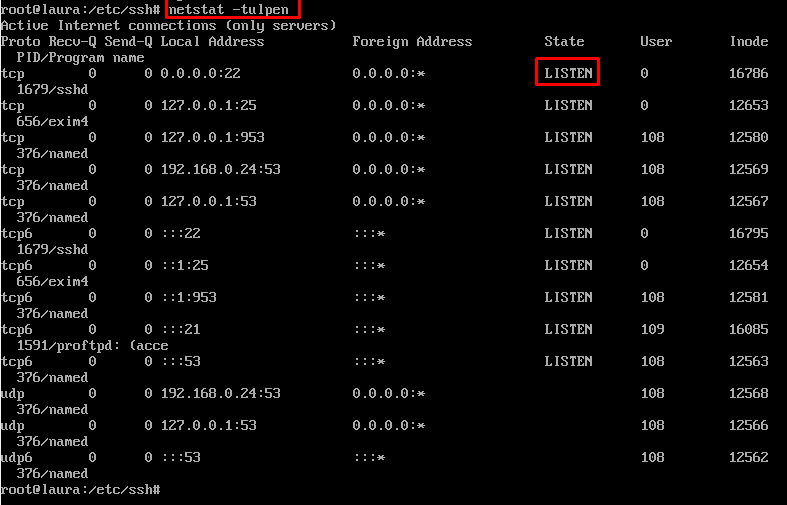 root@laura:/etc/ssh# netstat -tulpen
Active Internet connections (only servers)
Proto Recv-Q Send-Q Local Address           Foreign Address         State       User       Inode
  PID/Program name
tcp        0      0 0.0.0.0:22              0.0.0.0:*               LISTEN      0          16786
  1679/sshd
tcp        0      0 127.0.0.1:25            0.0.0.0:*               LISTEN      0          12653
  656/exim4
tcp        0      0 127.0.0.1:953           0.0.0.0:*               LISTEN      108        12580
  376/named
tcp        0      0 192.168.0.24:53         0.0.0.0:*               LISTEN      108        12569
  376/named
tcp        0      0 127.0.0.1:53            0.0.0.0:*               LISTEN      108        12567
  376/named
tcp6       0      0 :::22                   :::*                    LISTEN      0          16795
  1679/sshd
tcp6       0      0 ::1:25                  :::*                    LISTEN      0          12654
  656/exim4
tcp6       0      0 ::1:953                 :::*                    LISTEN      108        12581
  376/named
tcp6       0      0 :::21                   :::*                    LISTEN      109        16085
  1591/proftpd: (acce
tcp6       0      0 :::53                   :::*                    LISTEN      108        12563
  376/named
udp        0      0 192.168.0.24:53         0.0.0.0:*                           108        12568
  376/named
udp        0      0 127.0.0.1:53            0.0.0.0:*                           108        12566
  376/named
udp6       0      0 :::53                   :::*                                108        12562
  376/named
root@laura:/etc/ssh#